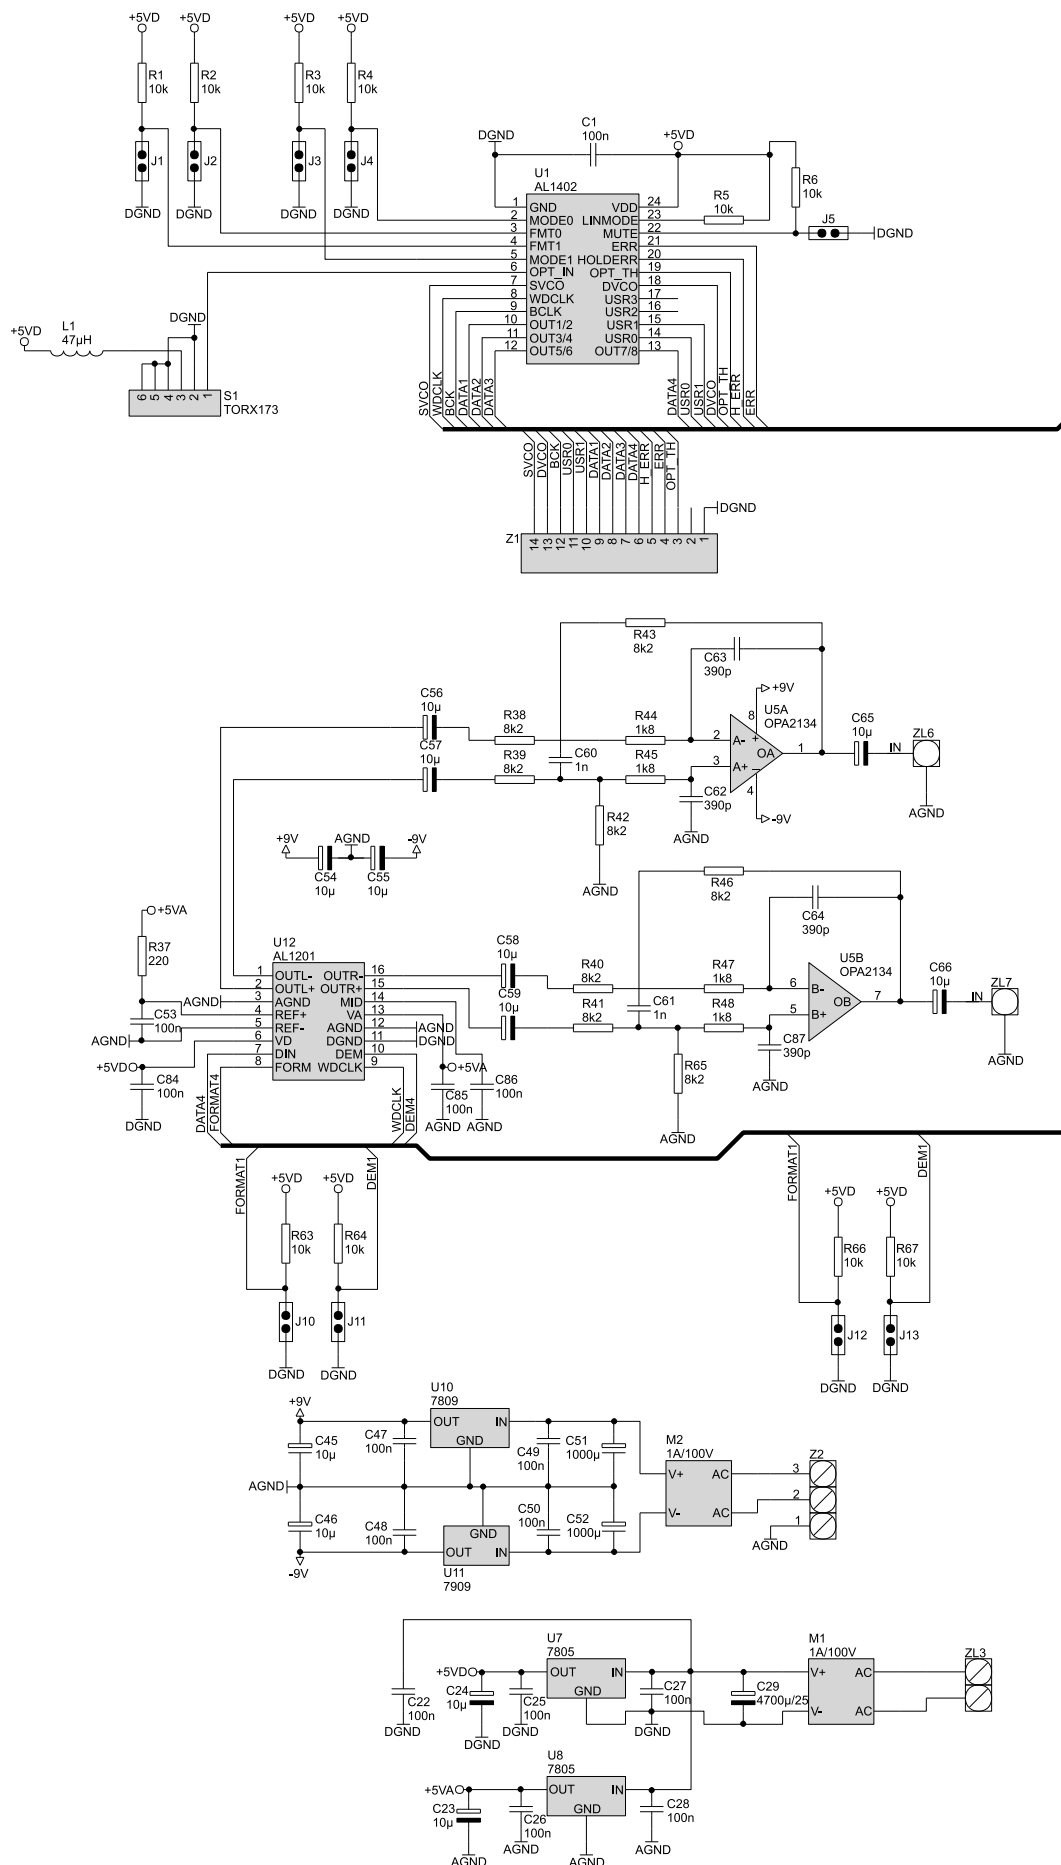 +5VD +5VD +5VD +5VD
R1 10k R2 10k R3 10k R4 10k
J1 J2 J3 J4
DGND DGND DGND DGND
DGND C1 100n +5VD
R6 10k
R5 10k
J5 DGND
U1
AL1402
1 GND VDD 24
2 MODE0 LINMODE 23
3 FMT0 MUTE 22
4 FMT1 ERR 21
5 MODE1 HOLDERR 20
6 OPT_IN OPT_TH 19
7 SVCO DVCO 18
8 WDCLK USR3 17
9 BCLK USR2 16
10 OUT1/2 USR1 15
11 OUT3/4 USR0 14
12 OUT5/6 OUT7/8 13
+5VD L1 47µH DGND
6 5 4 3 2 1 S1
TORX173
SVCO WDCLK BCK DATA1 DATA2 DATA3 DATA4 USR0 USR1 DVCO OPT_TH H_ERR ERR
SVCO DVCO BCK USR0 USR1 DATA1 DATA2 DATA3 DATA4 H_ERR ERR OPT_TH
DGND
Z1 14 13 12 11 10 9 8 7 6 5 4 3 2 1
R43
8k2
C63
390p
+9V
C56
10µ
R38
8k2
R44
1k8
U5A
OPA2134
8
C65
10µ
ZL6
2 A- +
OA 1
IN
C57
10µ
R39
8k2
C60
1n
R45
1k8
3 A+ −
4
C62
390p
-9V
AGND
R42
8k2
AGND
AGND
+9V AGND -9V
C54
10µ
C55
10µ
R46
8k2
C64
390p
+5VA
R37
220
U12
AL1201
1 OUTL- OUTR- 16
2 OUTL+ OUTR+ 15
3 AGND MID 14
4 REF+ VA 13
5 REF- AGND 12
6 VD DGND 11
7 DIN DEM 10
8 FORM WDCLK 9
AGND
C53
100n
AGND
AGND
DGND
+5VD
+5VA
C84
100n
DGND
C85
100n
C86
100n
AGND AGND
C58
10µ
R40
8k2
R47
1k8
U5B
OPA2134
6 B-
OB 7
C66
10µ
IN ZL7
AGND
C59
10µ
R41
8k2
C61
1n
R48
1k8
5 B+
C87
390p
AGND
R65
8k2
AGND
DATA4 FORMAT4 WDCLK DEM4
FORMAT1 DEM1 FORMAT1 DEM1
+5VD +5VD
R63
10k
R64
10k
J10 J11
DGND DGND
+5VD +5VD
R66
10k
R67
10k
J12 J13
DGND DGND
+9V
U10
7809
OUT IN
GND
C45
10µ
C47
100n
C49
100n
C51
1000µ
M2
1A/100V
V+ AC
V- AC
Z2
3
2
1
AGND
AGND
C46
10µ
C48
100n
C50
100n
C52
1000µ
GND
OUT IN
U11
7909
-9V
U7
7805
OUT IN
GND
+5VD
C22
100n
DGND
C24
10µ
DGND
C25
100n
DGND
C27
100n
DGND
C29
4700µ/25
M1
1A/100V
V+ AC
V- AC
ZL3
U8
7805
OUT IN
GND
+5VA
C23
10µ
AGND
C26
100n
AGND
AGND
C28
100n
AGND